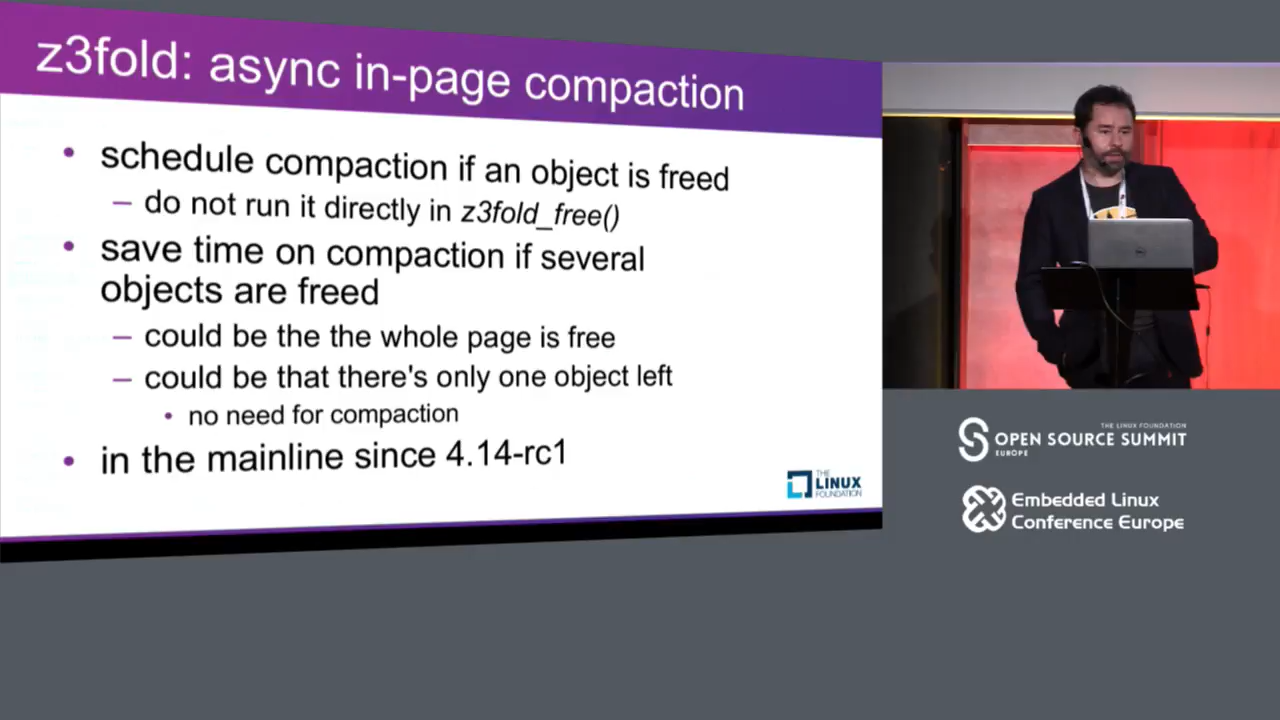 z3fold: async in-page compaction
• schedule compaction if an object is freed
– do not run it directly in z3fold_free()
• save time on compaction if several
objects are freed
– could be the the whole page is free
– could be that there's only one object left
• no need for compaction
• in the mainline since 4.14-rc1
THE
LINUX
FOUNDATION
THE LINUX FOUNDATION
OPEN SOURCE SUMMIT
EUROPE
Embedded Linux
Conference Europe